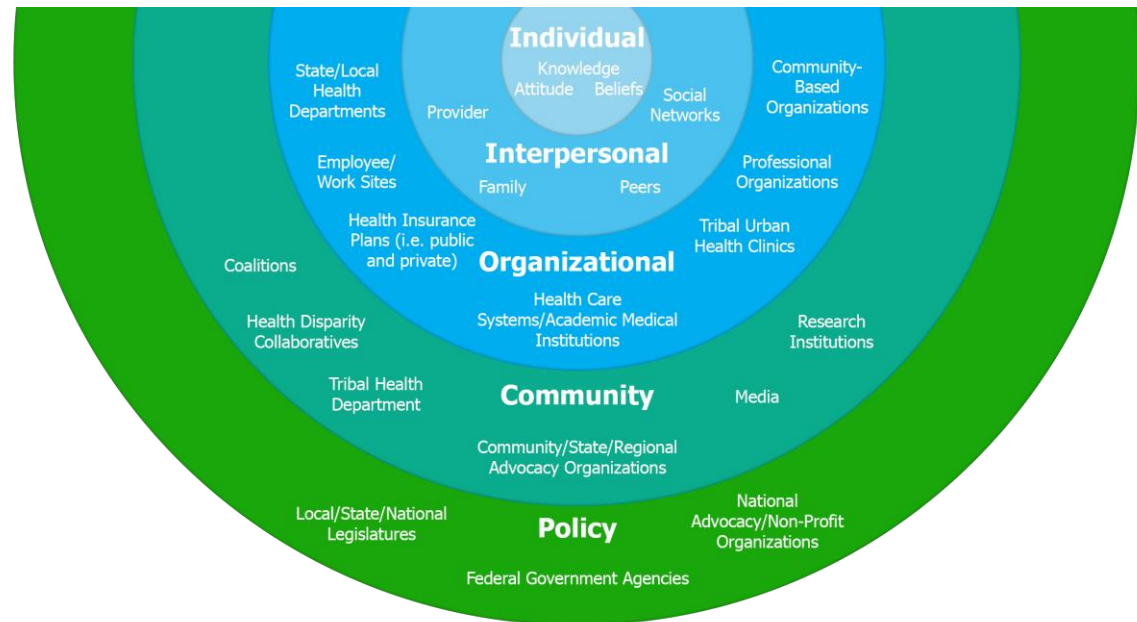 Individual
Knowledge
Attitude Beliefs
Provider
Social
Networks
Interpersonal
Family
Peers
State/Local
Health
Departments
Community-
Based
Organizations
Employee/
Work Sites
Professional
Organizations
Health Insurance
Plans (i.e. public
and private)
Tribal Urban
Health Clinics
Organizational
Health Care
Systems/Academic Medical
Institutions
Coalitions
Health Disparity
Collaboratives
Research
Institutions
Tribal Health
Department
Community
Media
Community/State/Regional
Advocacy Organizations
Local/State/National
Legislatures
Policy
National
Advocacy/Non-Profit
Organizations
Federal Government Agencies